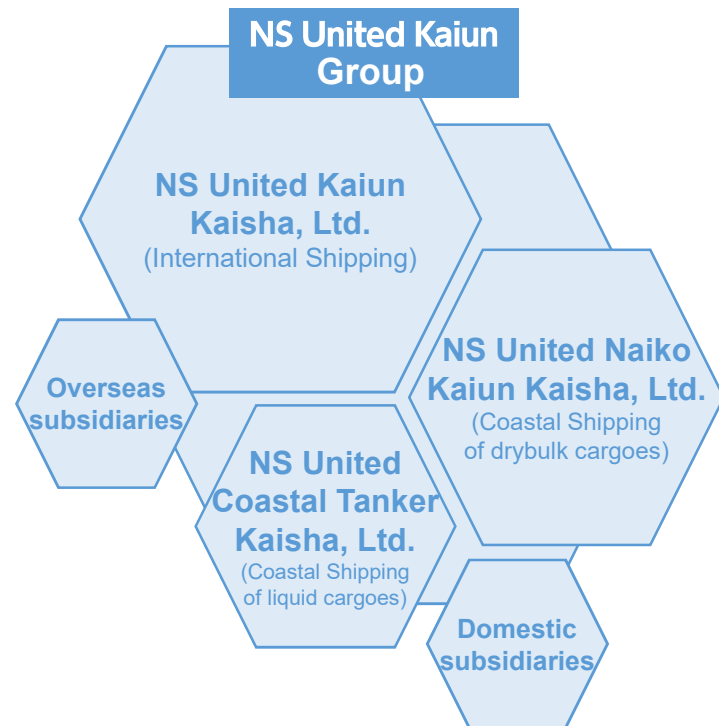 NS United Kaiun
Group
NS United Kaiun
Kaisha, Ltd.
(International Shipping)
Overseas
subsidiaries
NS United Naiko
Kaiun Kaisha, Ltd.
(Coastal Shipping
of drybulk cargoes)
NS United
Coastal Tanker
Kaisha, Ltd.
(Coastal Shipping
of liquid cargoes)
Domestic
subsidiaries